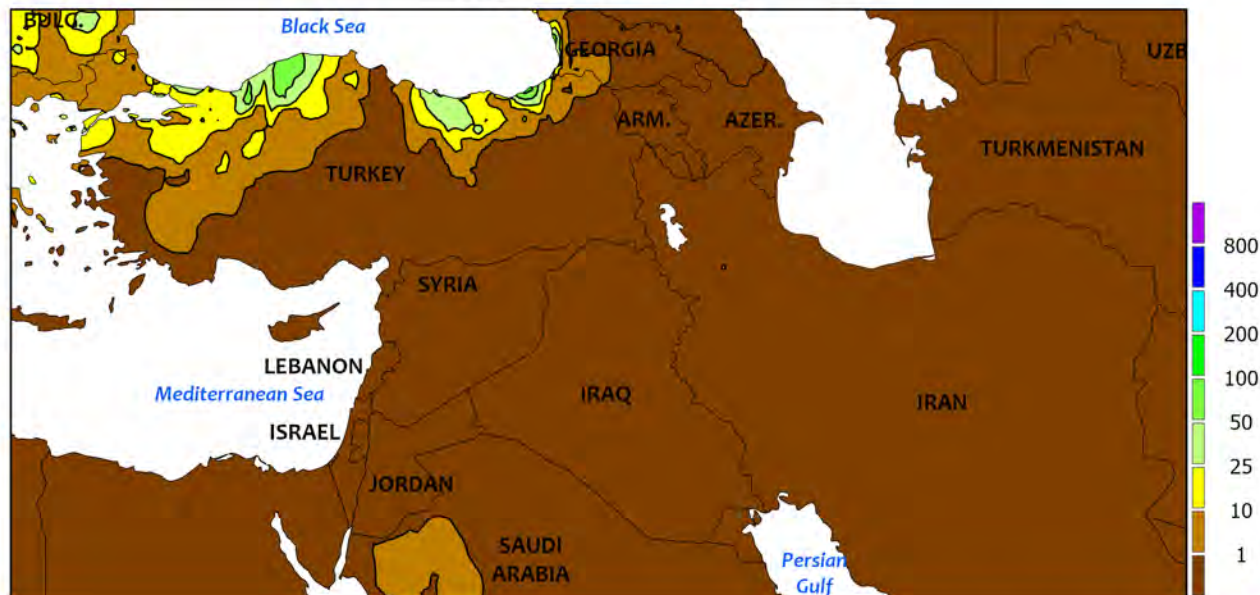 BULG.
Black Sea
GEORGIA
UZB
ARM.
AZER.
TURKMENISTAN
TURKEY
SYRIA
LEBANON
Mediterranean Sea
ISRAEL
IRAQ
IRAN
JORDAN
SAUDI
ARABIA
Persian
Gulf
800
400
200
100
50
25
10
1